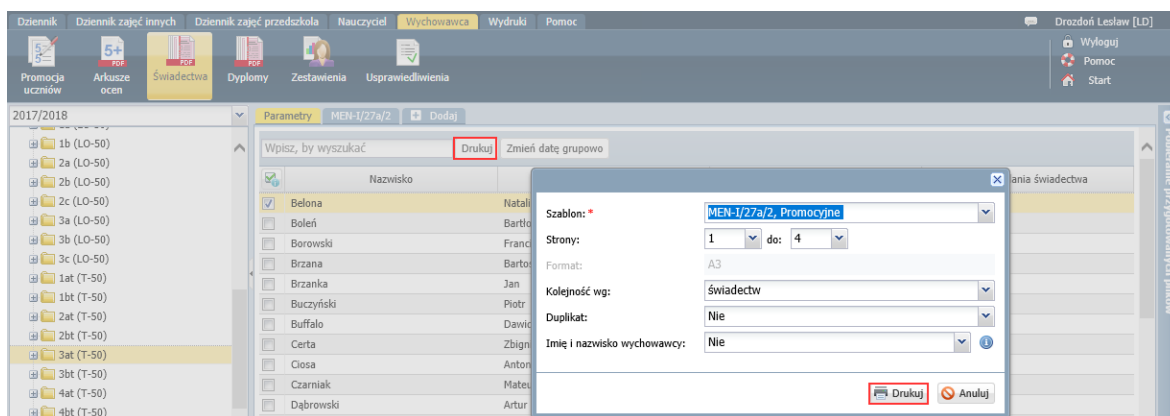 Dziennik Dziennik zajęć innych Dziennik zajęć przedszkola Nauczyciel Wychowawca Wydruki Pomoc Drozdoń Lesław [LD]
5+
PDF PDF PDF
Promocja uczniów
Arkusze ocen
Świadectwa
Dyplomy
Zestawienia
Usprawiedliwienia
Wyloguj
Pomoc
Start
2017/2018
1b (LO-50)
2a (LO-50)
2b (LO-50)
2c (LO-50)
3a (LO-50)
3b (LO-50)
3c (LO-50)
1at (T-50)
1bt (T-50)
2at (T-50)
2bt (T-50)
3at (T-50)
3bt (T-50)
4at (T-50)
4bt (T-50)
Parametry MEN-I/27a/2 Dodaj
Wpisz, by wyszukać Drukuj Zmień datę grupowo
Nazwisko ania świadectwa
Belona Natali
Boleń Bartło
Borowski Franc
Brzana Barto
Brzanka Jan
Buczyński Piotr
Buffalo Dawid
Certa Zbign
Ciosa Anton
Czarniak Mateu
Dąbrowski Artur
Szablon: * MEN-I/27a/2, Promocyjne
Strony: 1 do: 4
Format: A3
Kolejność wg: świadectw
Duplikat: Nie
Imię i nazwisko wychowawcy: Nie
Drukuj Anuluj